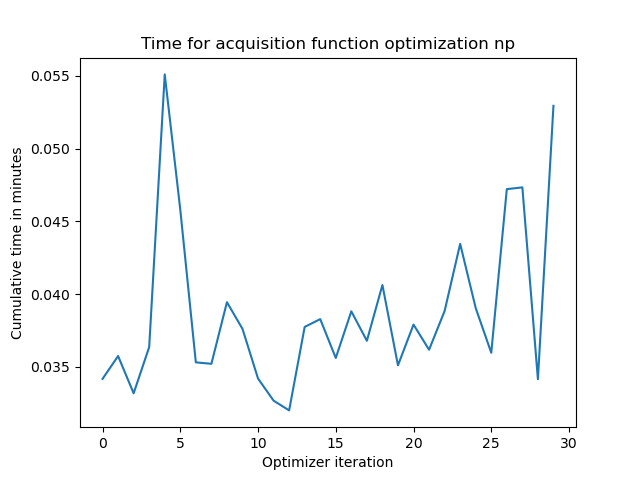 Time for acquisition function optimization np
0.055
0.050
0.045
0.040
0.035
Cumulative time in minutes
0 5 10 15 20 25 30
Optimizer iteration